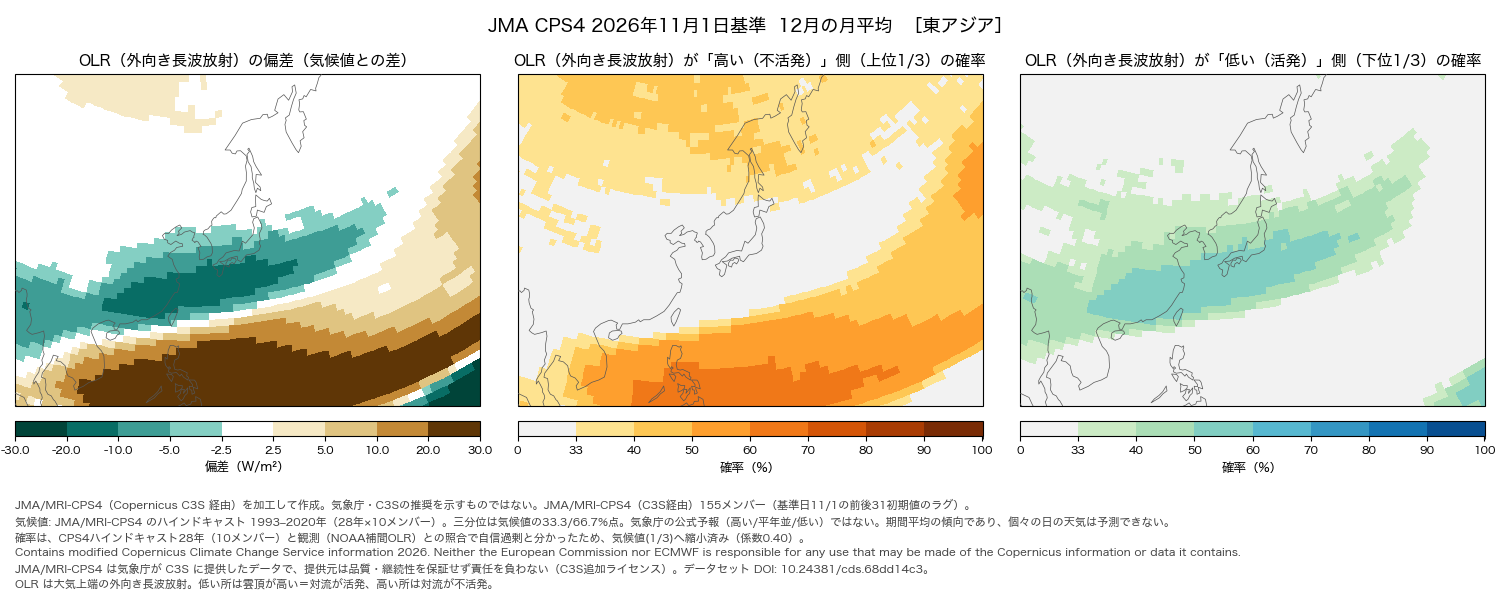 JMA CPS4 2026年11月1日基準 12月の月平均 ［東アジア］
OLR（外向き長波放射）の偏差（気候値との差）
OLR（外向き長波放射）が「高い（不活発）」側（上位1/3）の確率
OLR（外向き長波放射）が「低い（活発）」側（下位1/3）の確率
-30.0 -20.0 -10.0 -5.0 -2.5 2.5 5.0 10.0 20.0 30.0
偏差（W/m²）
0 33 40 50 60 70 80 90 100
確率（%）
0 33 40 50 60 70 80 90 100
確率（%）
JMA/MRI-CPS4（Copernicus C3S 経由）を加工して作成。気象庁・C3Sの推奨を示すものではない。JMA/MRI-CPS4（C3S経由）155メンバー（基準日11/1の前後31初期値のラグ）。
気候値: JMA/MRI-CPS4 のハインドキャスト 1993–2020年（28年×10メンバー）。三分位は気候値の33.3/66.7%点。気象庁の公式予報（高い/平年並/低い）ではない。期間平均の傾向であり、個々の日の天気は予測できない。
確率は、CPS4ハインドキャスト28年（10メンバー）と観測（NOAA補間OLR）との照合で自信過剰と分かったため、気候値(1/3)へ縮小済み（係数0.40）。
Contains modified Copernicus Climate Change Service information 2026. Neither the European Commission nor ECMWF is responsible for any use that may be made of the Copernicus information or data it contains.
JMA/MRI-CPS4 は気象庁が C3S に提供したデータで、提供元は品質・継続性を保証せず責任を負わない（C3S追加ライセンス）。データセット DOI: 10.24381/cds.68dd14c3。
OLR は大気上端の外向き長波放射。低い所は雲頂が高い＝対流が活発、高い所は対流が不活発。